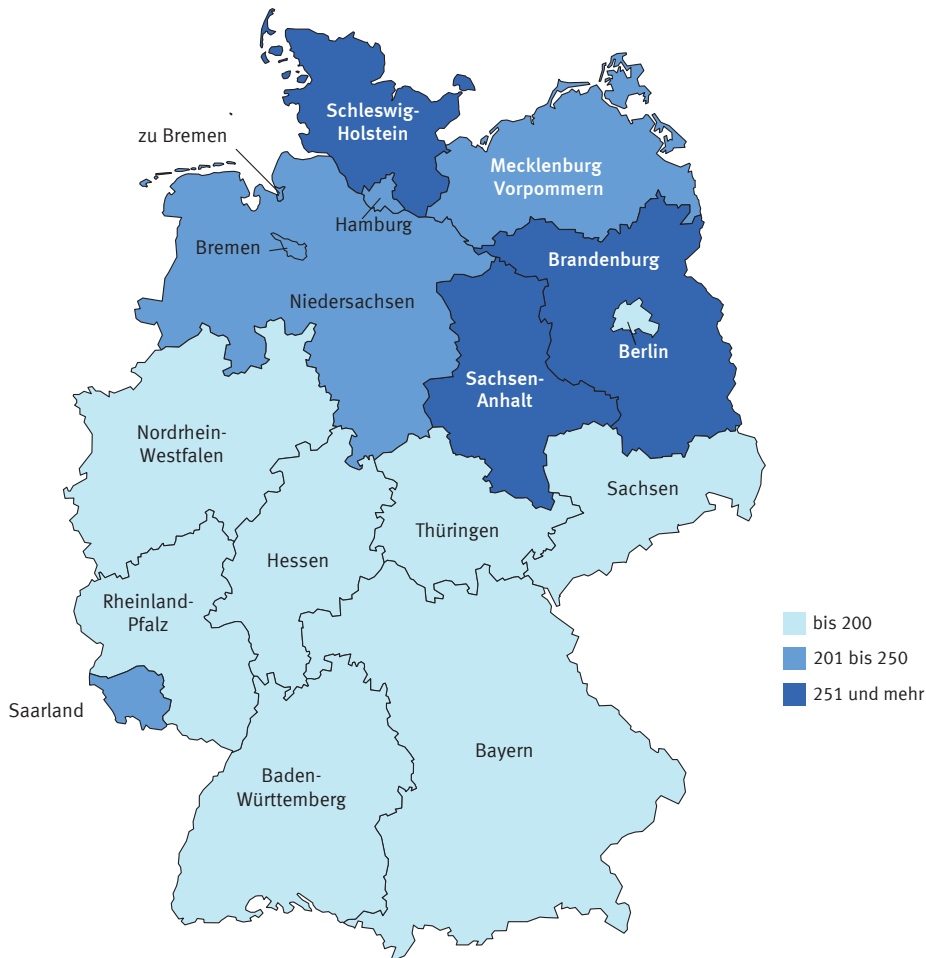 Schleswig-
Holstein
zu Bremen
Mecklenburg
Vorpommern
Hamburg
Bremen
Brandenburg
Niedersachsen
Berlin
Sachsen-
Anhalt
Nordrhein-
Westfalen
Sachsen
Thüringen
Hessen
Rheinland-
Pfalz
bis 200
201 bis 250
251 und mehr
Saarland
Bayern
Baden-
Württemberg